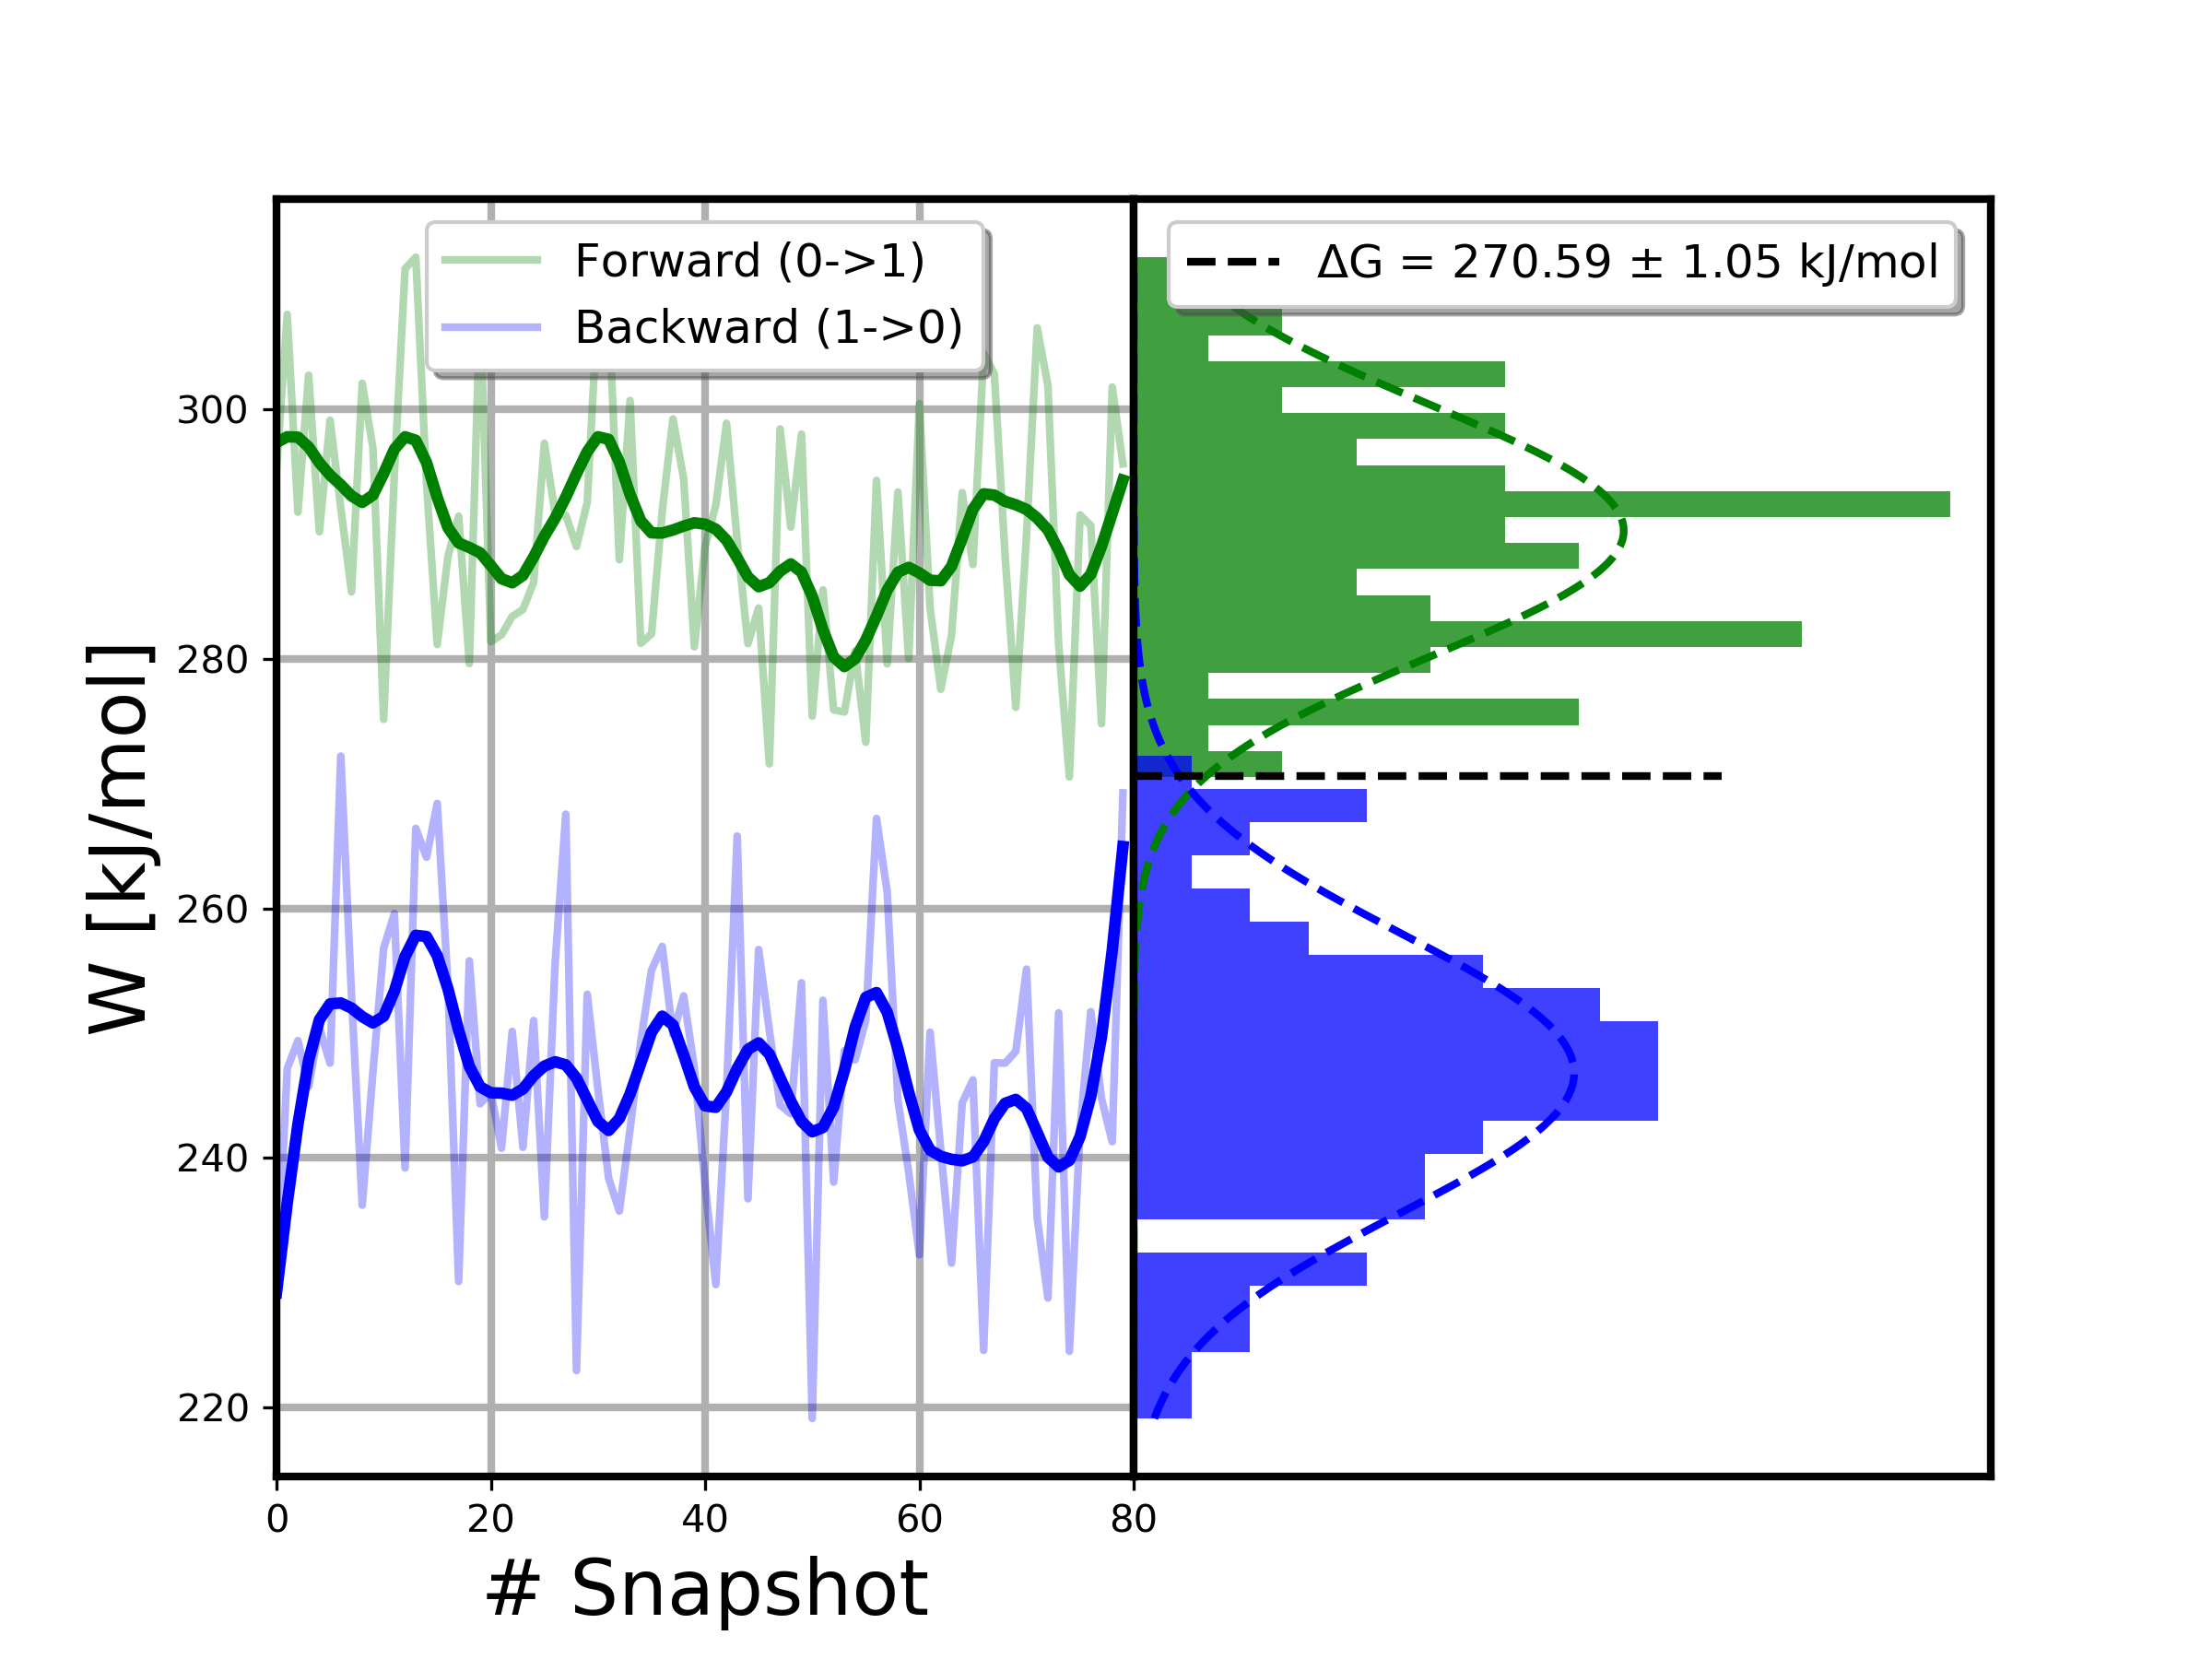 Forward (0->1)
Backward (1->0)
ΔG = 270.59 ± 1.05 kJ/mol
300
280
260
240
220
W [kJ/mol]
0 20 40 60 80
# Snapshot